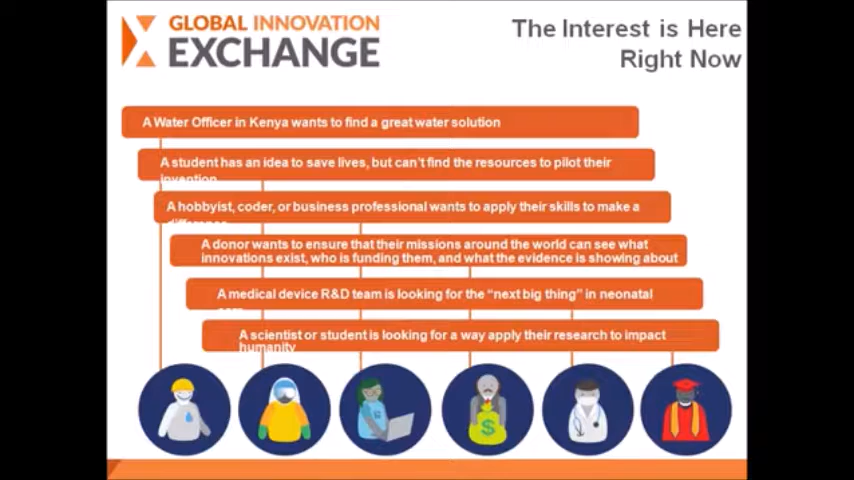 GLOBAL INNOVATION
EXCHANGE
The Interest is Here
Right Now
A Water Officer in Kenya wants to find a great water solution
A student has an idea to save lives, but can't find the resources to pilot their
invention
A hobbyist, coder, or business professional wants to apply their skills to make a
difference
A donor wants to ensure that their missions around the world can see what
innovations exist, who is funding them, and what the evidence is showing about
A medical device R&D team is looking for the "next big thing" in neonatal
A scientist or student is looking for a way apply their research to impact
humanity
$